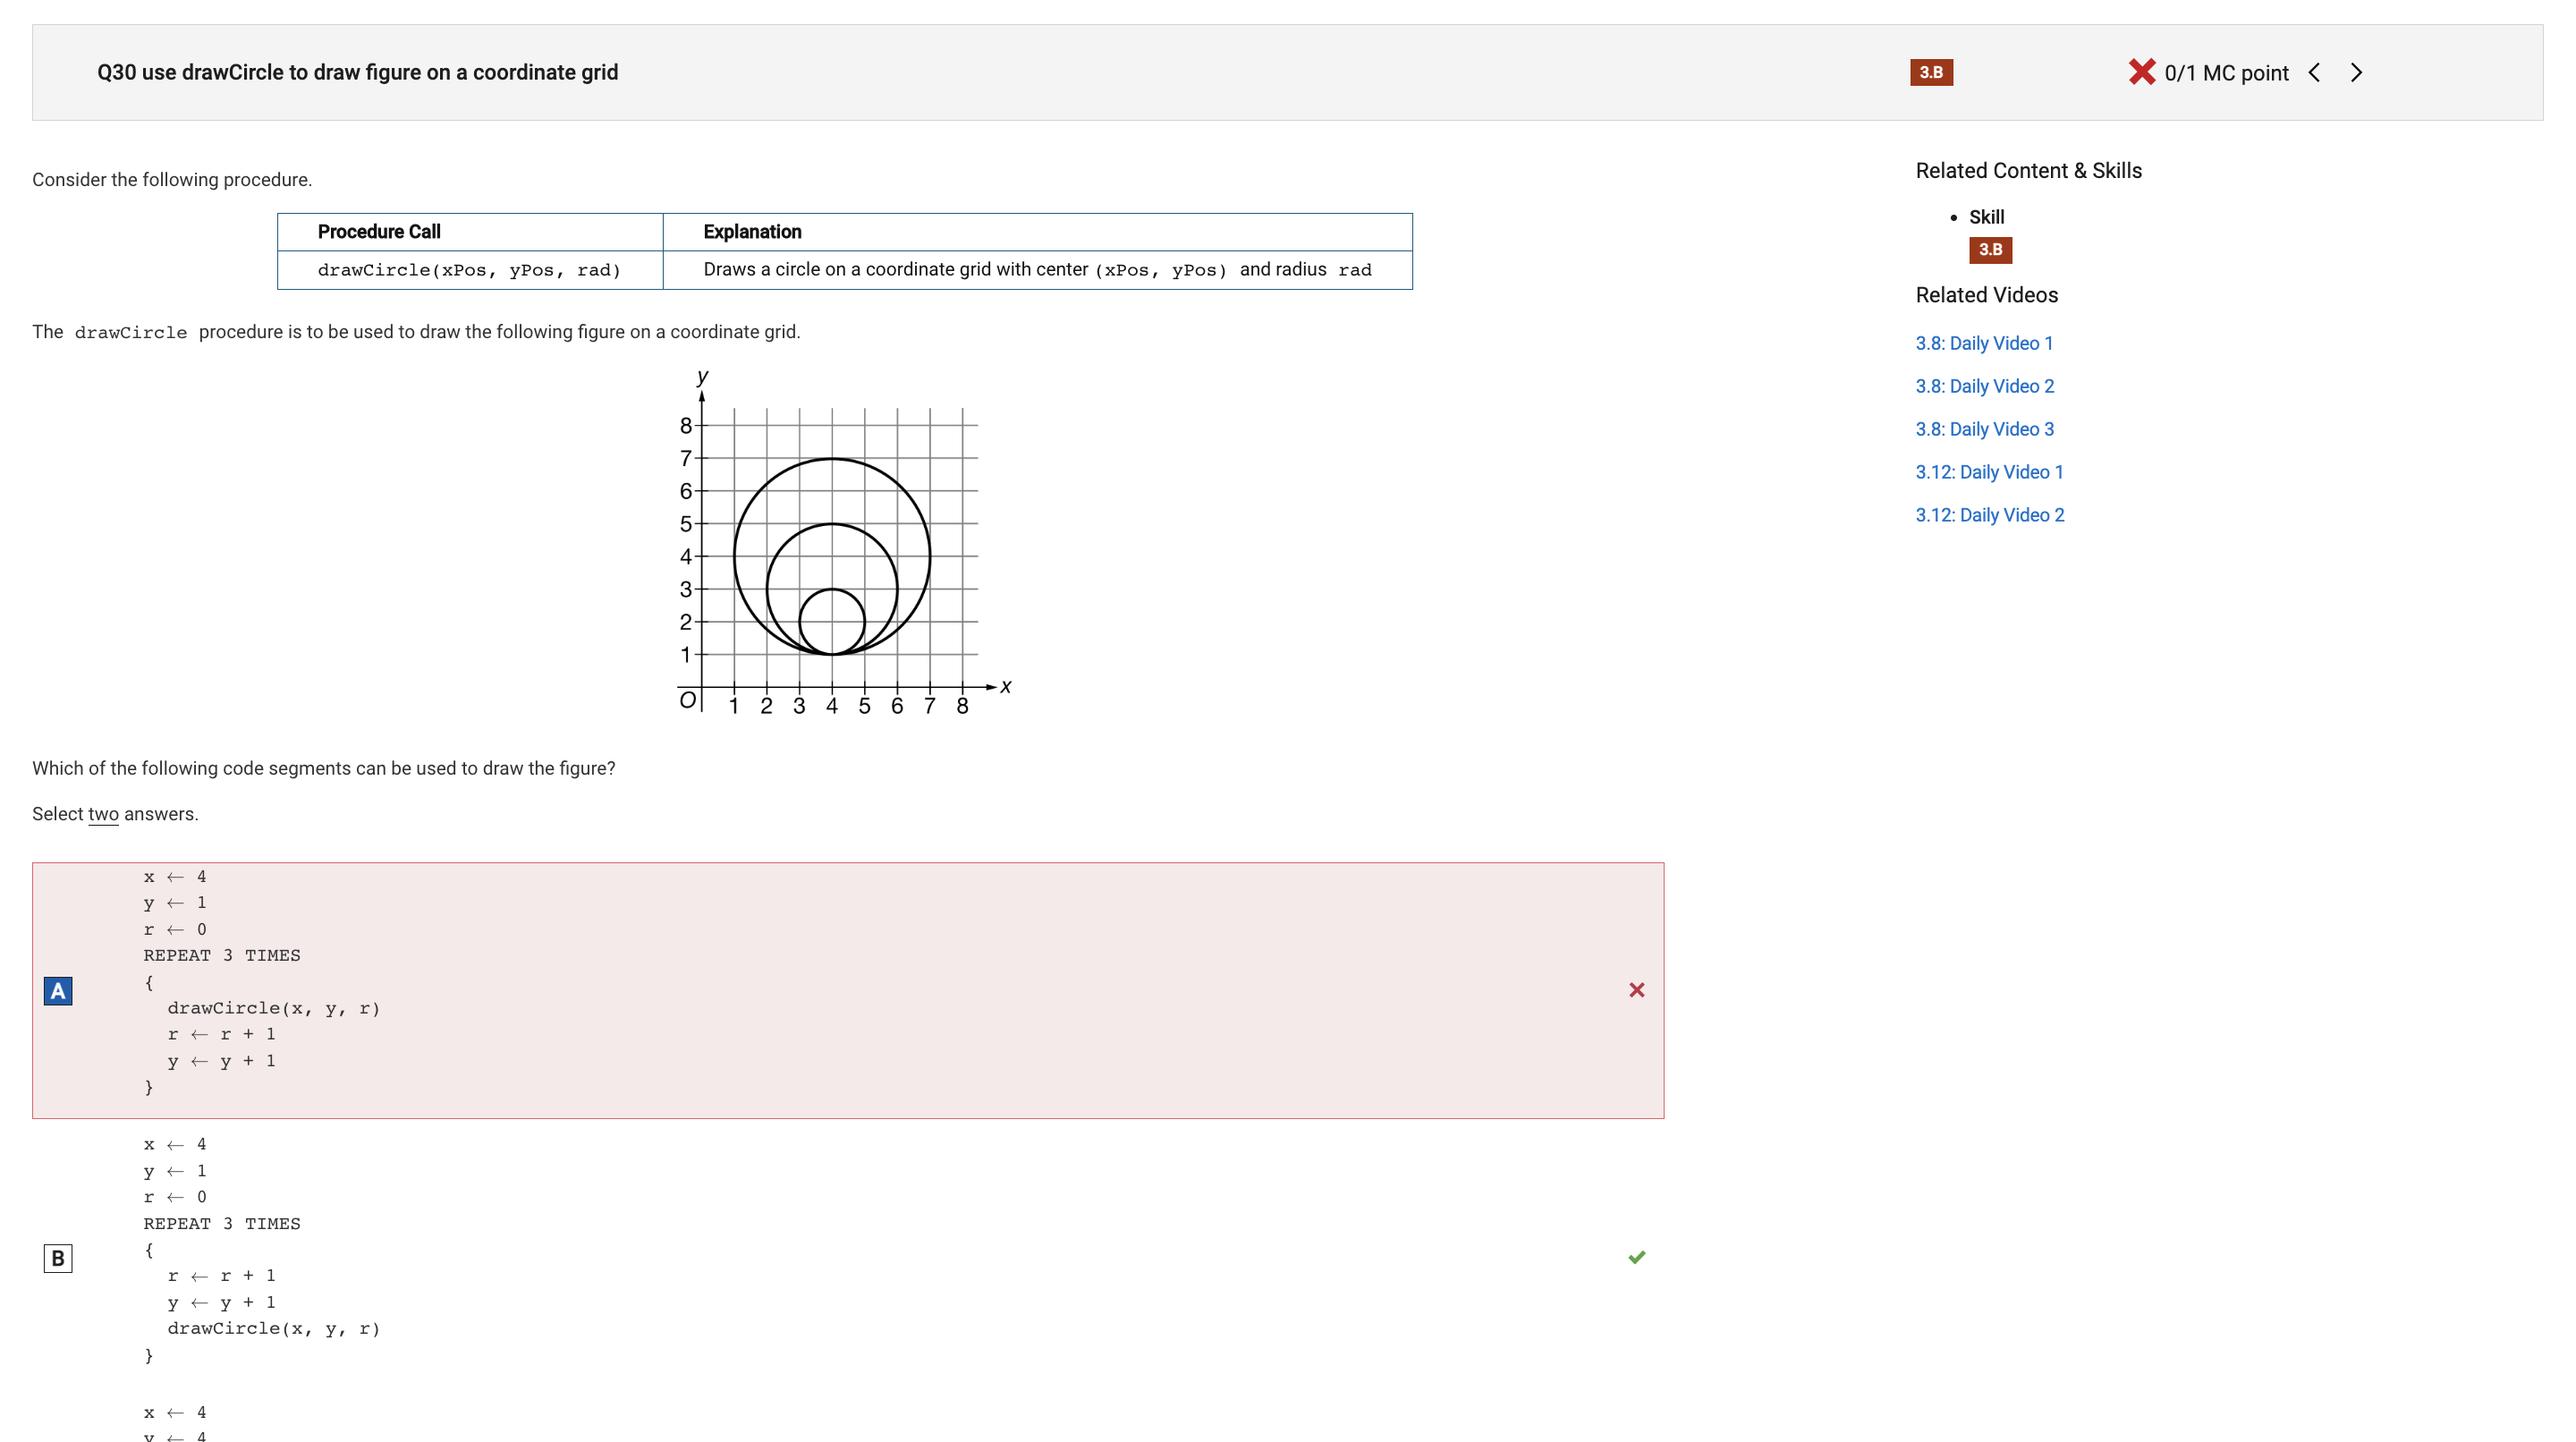 Q30 use drawCircle to draw figure on a coordinate grid
3.B
0/1 MC point
Consider the following procedure.
Procedure Call Explanation
drawCircle(xPos, yPos, rad) Draws a circle on a coordinate grid with center (xPos, yPos) and radius rad
The drawCircle procedure is to be used to draw the following figure on a coordinate grid.
y
8
7
6
5
4
3
2
1
O
1 2 3 4 5 6 7 8
x
Which of the following code segments can be used to draw the figure?
Select two answers.
A
x ← 4
y ← 1
r ← 0
REPEAT 3 TIMES
{
drawCircle(x, y, r)
r ← r + 1
y ← y + 1
}
B
x ← 4
y ← 1
r ← 0
REPEAT 3 TIMES
{
r ← r + 1
y ← y + 1
drawCircle(x, y, r)
}
x ← 4
y ← 4
Related Content & Skills
• Skill
3.B
Related Videos
3.8: Daily Video 1
3.8: Daily Video 2
3.8: Daily Video 3
3.12: Daily Video 1
3.12: Daily Video 2